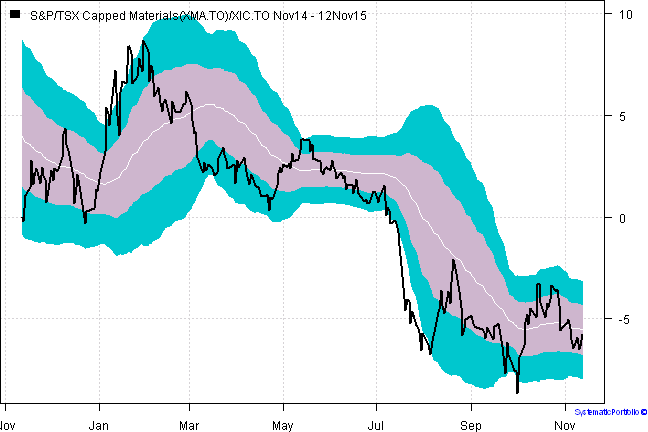 S&P/TSX Capped Materials(XMA.TO)/XIC.TO Nov14 - 12Nov15
10
5
0
-5
Nov Jan Mar May Jul Sep Nov
SystematicPortfolio ©